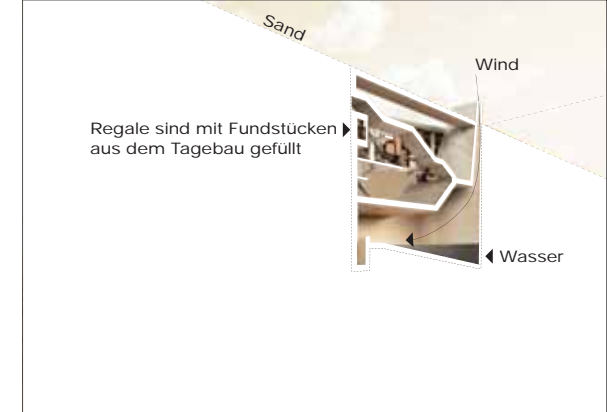 Sand
Wind
Regale sind mit Fundstücken
aus dem Tagebau gefüllt
Wasser